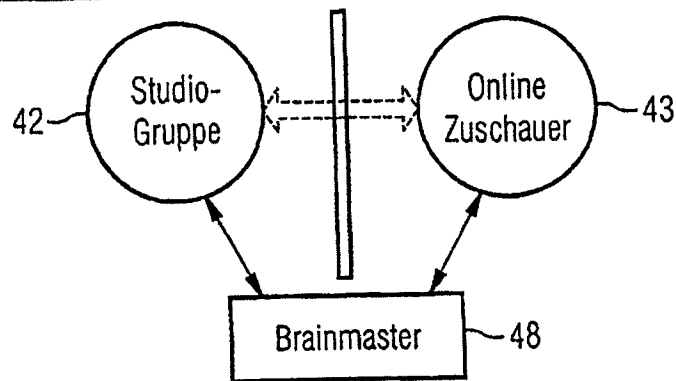 42
Studio-
Gruppe
Online
Zuschauer
43
Brainmaster
48